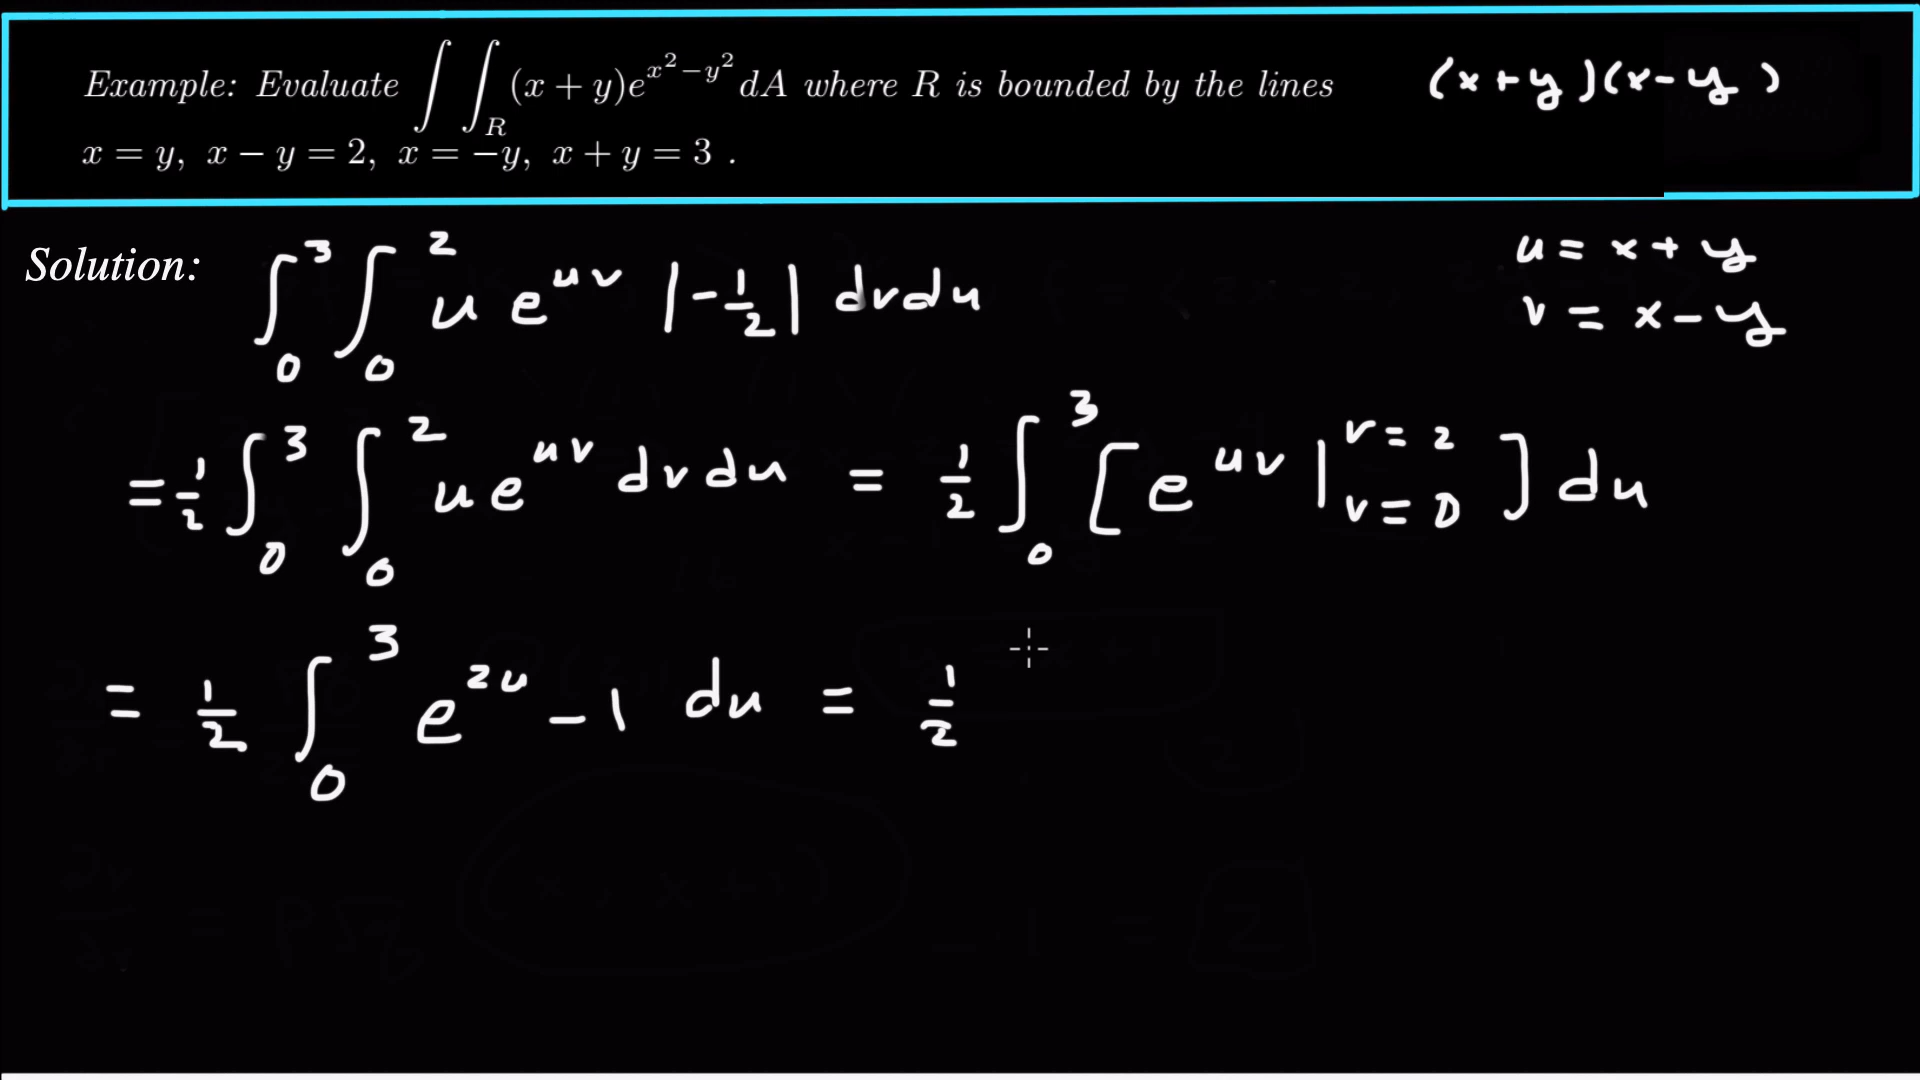 Example: Evaluate ∫∫_R (x + y)e^{x²−y²} dA where R is bounded by the lines (x+y)(x−y)
x = y, x − y = 2, x = −y, x + y = 3 .
u = x + y
Solution: ∫_0^3 ∫_0^2 u e^{uv} |−1/2| dv du
v = x − y
= 1/2 ∫_0^3 ∫_0^2 u e^{uv} dv du = 1/2 ∫_0^3 [e^{uv} |_{v=0}^{v=2}] du
= 1/2 ∫_0^3 e^{2u} − 1 du = 1/2